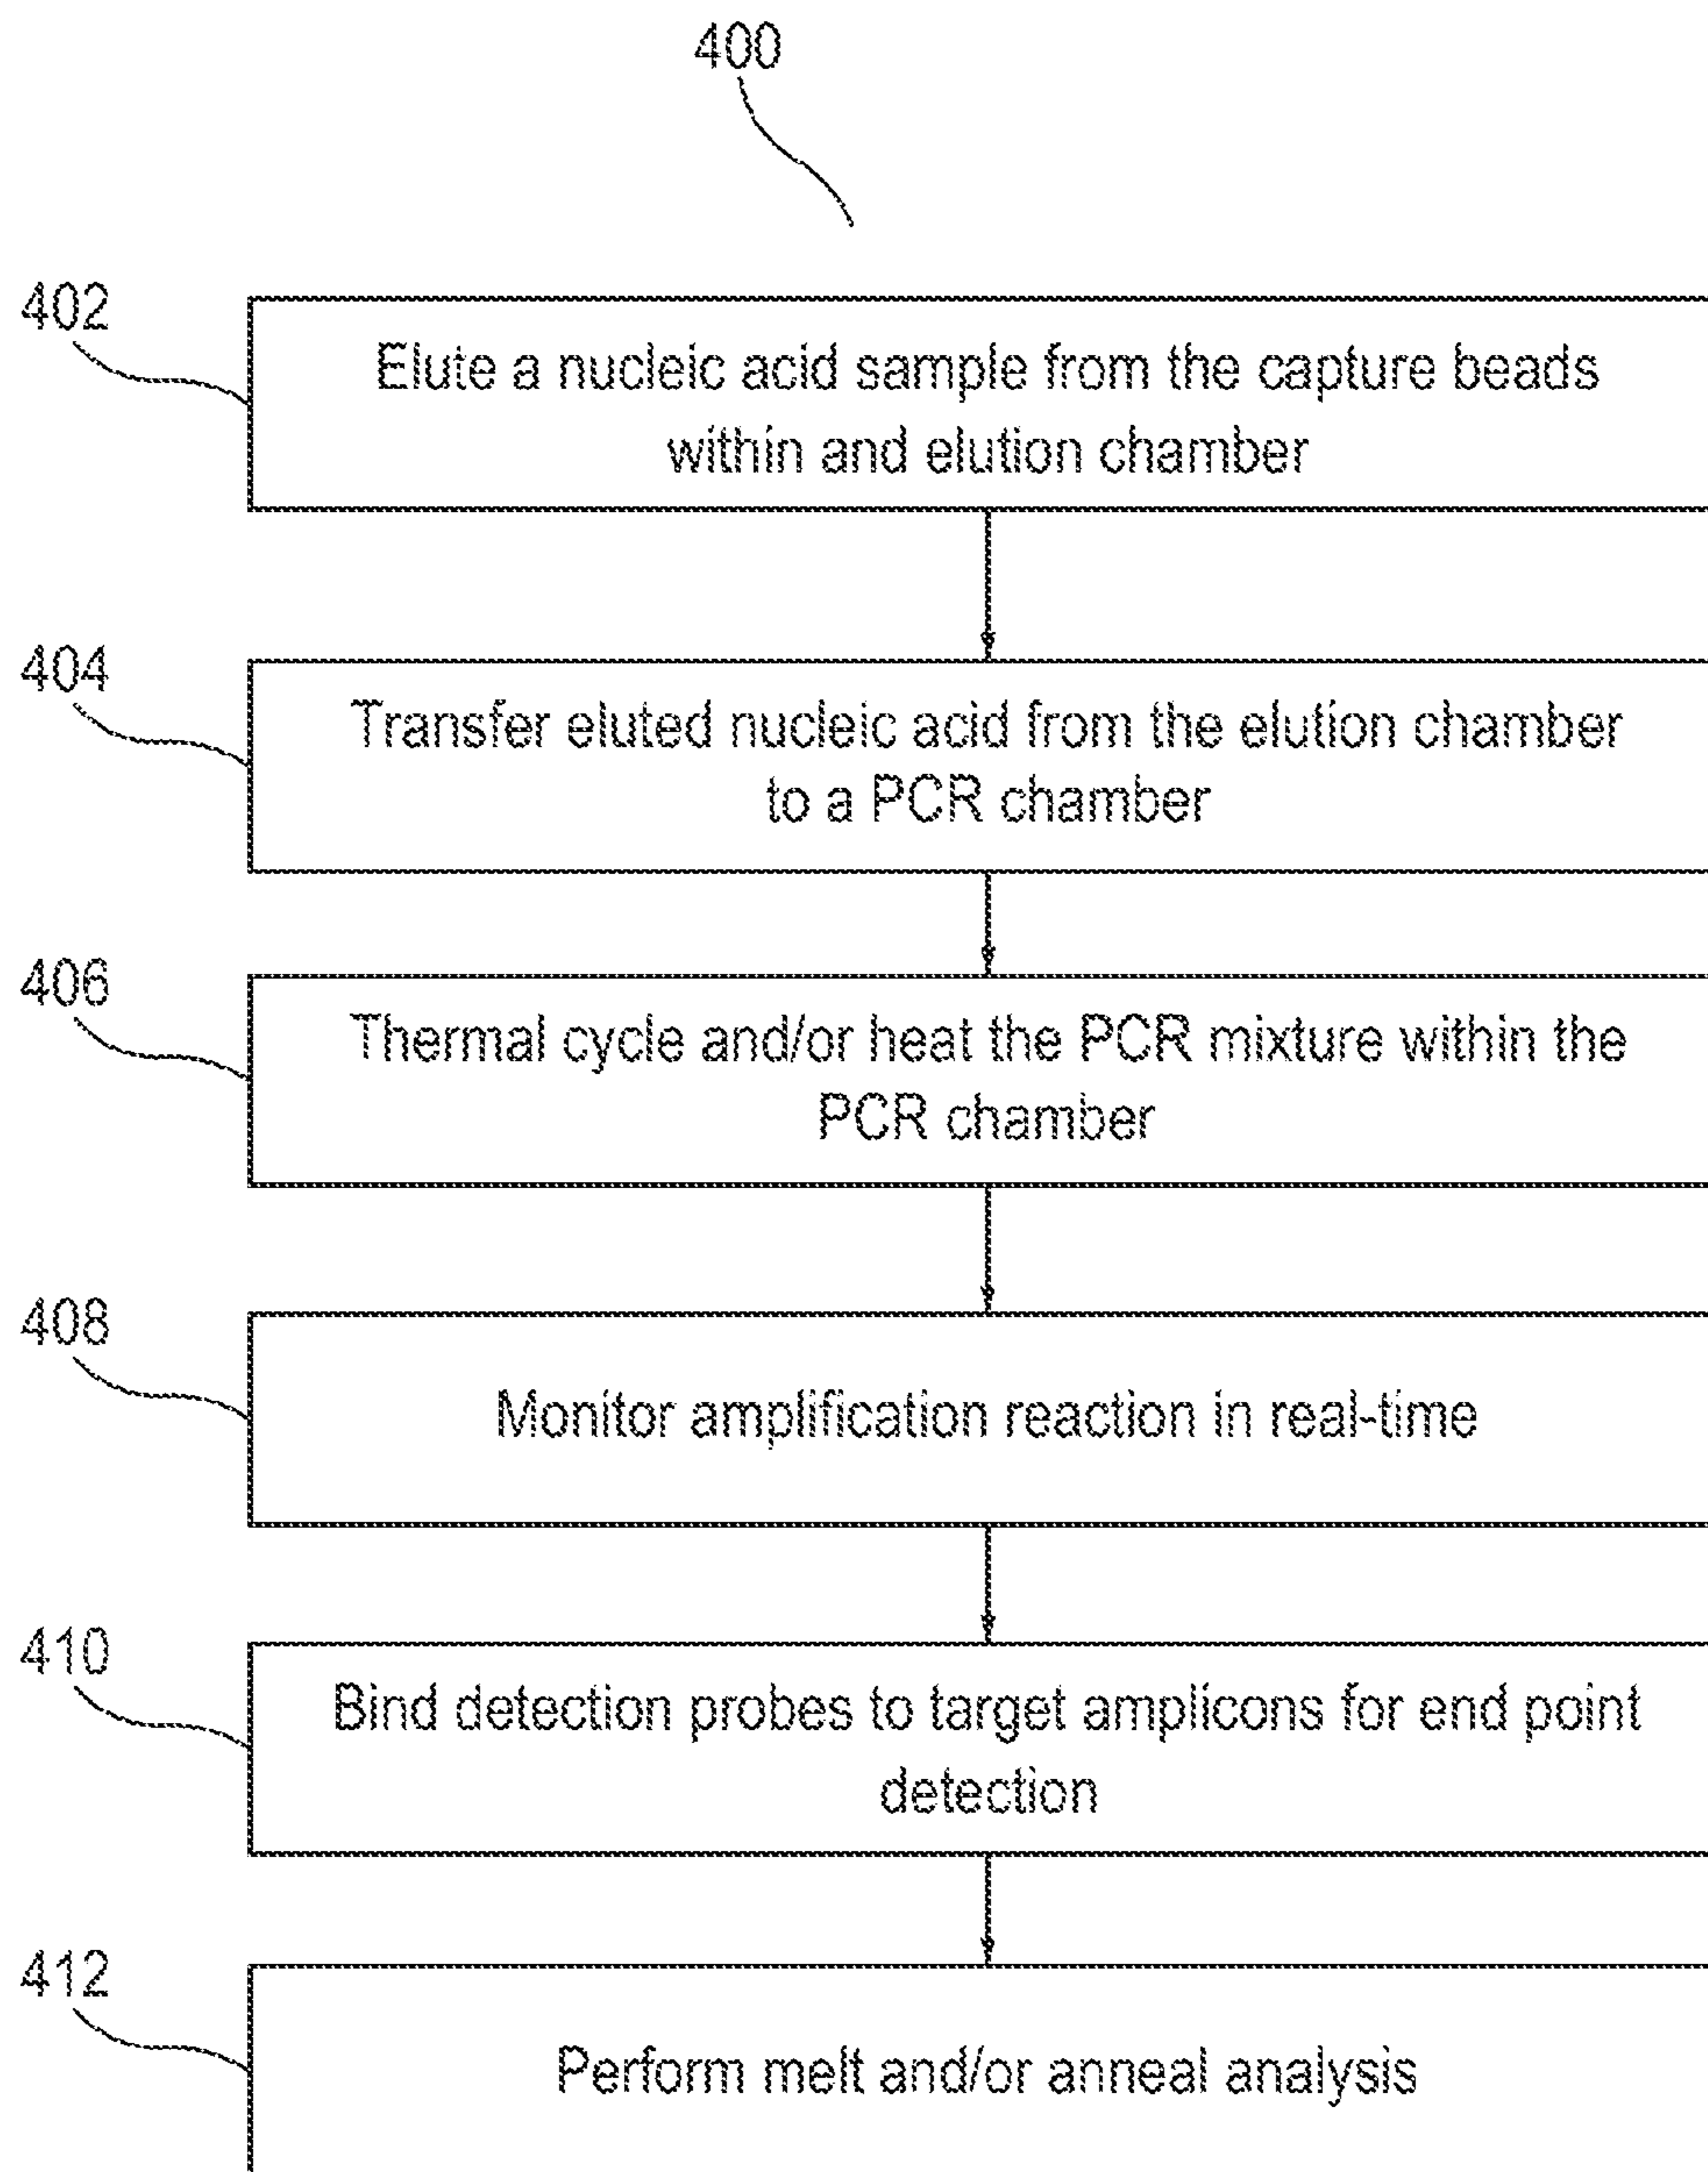 400
402
Elute a nucleic acid sample from the capture beads
within and elution chamber
404
Transfer eluted nucleic acid from the elution chamber
to a PCR chamber
406
Thermal cycle and/or heat the PCR mixture within the
PCR chamber
408
Monitor amplification reaction in real-time
410
Bind detection probes to target amplicons for end point
detection
412
Perform melt and/or anneal analysis